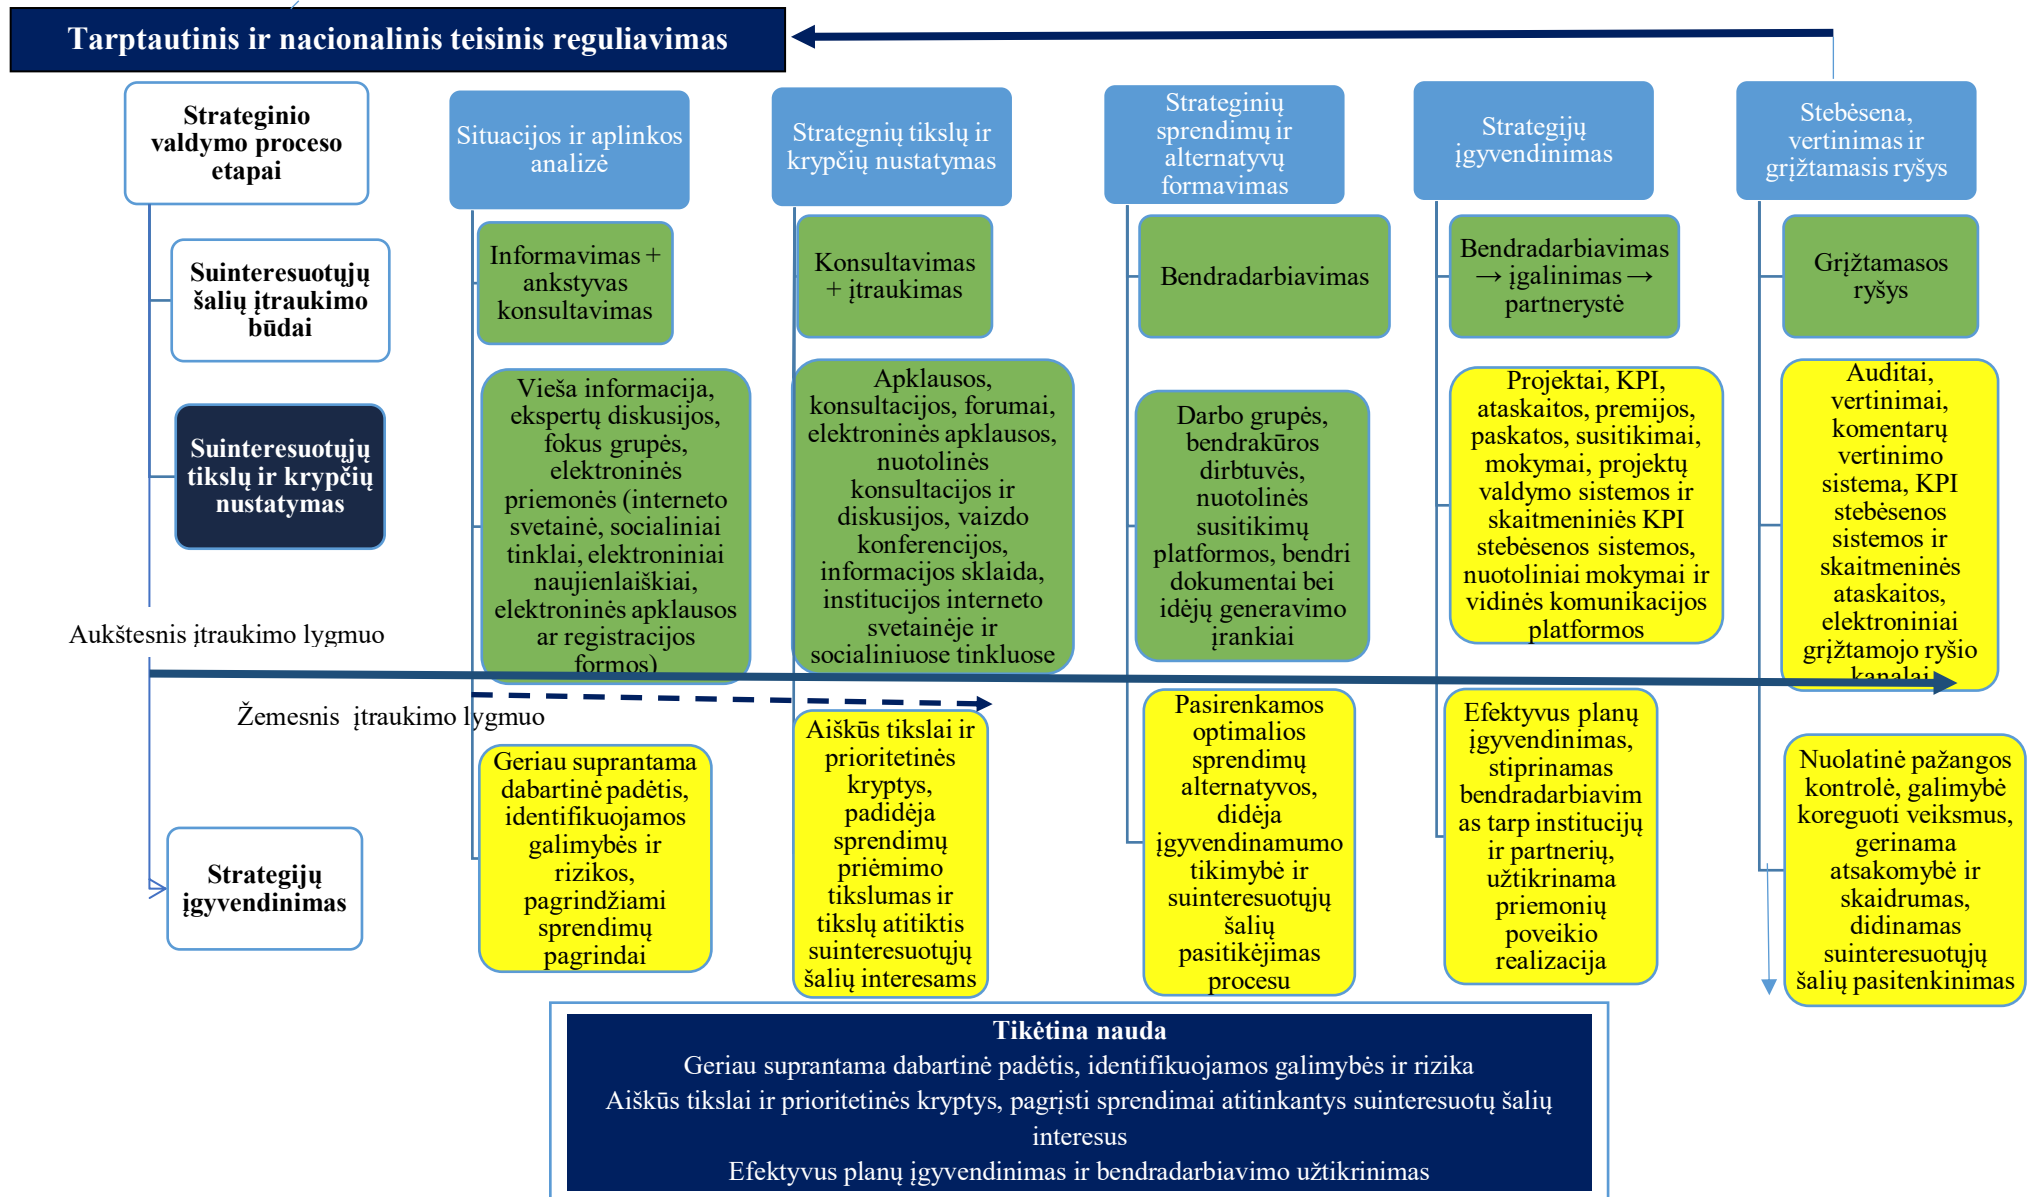 Tarptautinis ir nacionalinis teisinis reguliavimas
Strateginio
valdymo proceso
etapai
Situacijos ir aplinkos
analizė
Strategnių tikslų ir
krypčių nustatymas
Strateginių
sprendimų ir
alternatyvų
formavimas
Strategijų
įgyvendinimas
Stebėsena,
vertinimas ir
grįžtamasis ryšys
Suinteresuotųjų
šalių įtraukimo
būdai
Informavimas +
ankstyvas
konsultavimas
Konsultavimas
+ įtraukimas
Bendradarbiavimas
Bendradarbiavimas
→ įgalinimas →
partnerystė
Grįžtamasos
ryšys
Suinteresuotųjų
tikslų ir krypčių
nustatymas
Vieša informacija,
ekspertų diskusijos,
fokus grupės,
elektroninės
priemonės (interneto
svetainė, socialiniai
tinklai, elektroniniai
naujienlaiškiai,
elektroninės apklausos
ar registracijos
formos)
Apklausos,
konsultacijos, forumai,
elektroninės apklausos,
nuotolinės
konsultacijos ir
diskusijos, vaizdo
konferencijos,
informacijos sklaida,
institucijos interneto
svetainėje ir
socialiniuose tinkluose
Darbo grupės,
bendrakūros
dirbtuvės,
nuotolinės
susitikimų
platformos, bendri
dokumentai bei
idėjų generavimo
įrankiai
Projektai, KPI,
ataskaitos, premijos,
paskatos, susitikimai,
mokymai, projektų
valdymo sistemos ir
skaitmeniniės KPI
stebėsenos sistemos,
nuotoliniai mokymai ir
vidinės komunikacijos
platformos
Auditai,
vertinimai,
komentarų
vertinimo
sistema, KPI
stebėsenos
sistemos ir
skaitmeninės
ataskaitos,
elektroniniai
grįžtamojo ryšio
kanalai
Aukštesnis įtraukimo lygmuo
Žemesnis įtraukimo lygmuo
Strategijų
įgyvendinimas
Geriau suprantama
dabartinė padėtis,
identifikuojamos
galimybės ir
rizikos,
pagrindžiami
sprendimų
pagrindai
Aiškūs tikslai ir
prioritetinės
kryptys,
padidėja
sprendimų
priėmimo
tikslumas ir
tikslų atitiktis
suinteresuotųjų
šalių interesams
Pasirenkamos
optimalios
sprendimų
alternatyvos,
didėja
įgyvendinamumo
tikimybė ir
suinteresuotųjų
šalių
pasitikėjimas
procesu
Efektyvus planų
įgyvendinimas,
stiprinamas
bendradarbiavim
as tarp institucijų
ir partnerių,
užtikrinama
priemonių
poveikio
realizacija
Nuolatinė pažangos
kontrolė, galimybė
koreguoti veiksmus,
gerinama
atsakomybė ir
skaidrumas,
didinamas
suinteresuotųjų
šalių pasitenkinimas
Tikėtina nauda
Geriau suprantama dabartinė padėtis, identifikuojamos galimybės ir rizika
Aiškūs tikslai ir prioritetinės kryptys, pagrįsti sprendimai atitinkantys suinteresuotų šalių
interesus
Efektyvus planų įgyvendinimas ir bendradarbiavimo užtikrinimas